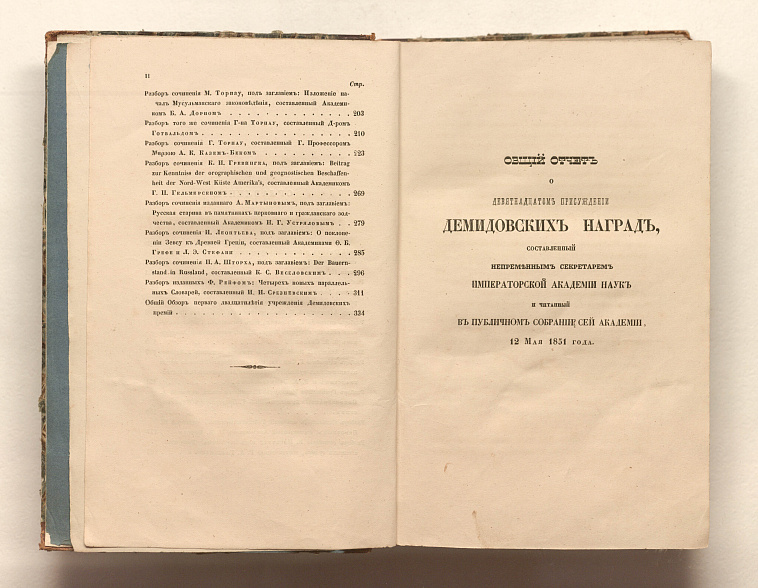 II
Стр.
Разборъ сочиненія М. Торнау, подъ заглавіемъ: Изложеніе на-
чалъ Мусульманскаго законовѣдѣнія, составленный Академи-
комъ Б. А. Дорномъ . . . . . . . . . . . . . . 203
Разборъ того же сочиненія Г-на Торнау, составленный Д-ромъ
Готвальдомъ . . . . . . . . . . . . . . . . 210
Разборъ сочиненія Г. Торнау, составленный Г. Профессоромъ
Мирзою А. К. Каземъ-Бекомъ . . . . . . . . . . 223
Разборъ сочиненія К. И. Гревингка, подъ заглавіемъ: Beitrag
zur Kenntniss der orographischen und geognostischen Beschaffen-
heit der Nord-West Küste Amerika's, составленный Академикомъ
Г. П. Гельмерсеномъ . . . . . . . . . . . . . 269
Разборъ сочиненія изданнаго А. Мартыновымъ, подъ заглавіемъ:
Русская старина въ памятникахъ церковнаго и гражданскаго зод-
чества, составленный Академикомъ Н. Г. Устряловымъ . . 279
Разборъ сочиненія П. Леонтьева, подъ заглавіемъ: О поклоне-
ніи Зевсу въ Древней Греціи, составленный Академиками Ѳ. Б.
Грефе и Л. Э. Стефани . . . . . . . . . . . . 285
Разборъ сочиненія П. А. Шторха, подъ заглавіемъ: Der Bauern-
stand in Russland, составленный К. С. Веселовскимъ . . . 296
Разборъ изданныхъ Ф. Рейфомъ: Четырехъ новыхъ параллель-
ныхъ Словарей, составленный И. И. Срезневскимъ . . . . 311
Общій Обзоръ перваго двадцатилѣтія учрежденія Демидовскихъ
премій . . . . . . . . . . . . . . . . . . 334
ОБЩІЙ ОТЧЕТЪ
О
ДЕВЯТНАДЦАТОМЪ ПРИСУЖДЕНІИ
ДЕМИДОВСКИХЪ НАГРАДЪ,
СОСТАВЛЕННЫЙ
НЕПРЕМѢННЫМЪ СЕКРЕТАРЕМЪ
ИМПЕРАТОРСКОЙ АКАДЕМІИ НАУКЪ
И ЧИТАННЫЙ
ВЪ ПУБЛИЧНОМЪ СОБРАНІИ СЕЙ АКАДЕМІИ,
12 Мая 1851 года.